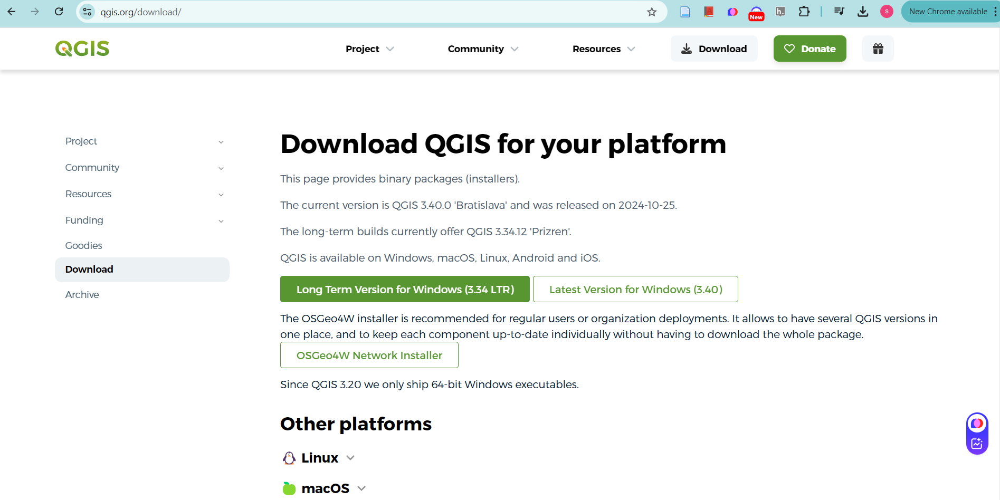 qgis.org/download/
New
h.
S
New Chrome available
QGIS
Project
Community
Resources
Download
Donate
Project
Community
Resources
Funding
Goodies
Download
Archive
Download QGIS for your platform
This page provides binary packages (installers).
The current version is QGIS 3.40.0 'Bratislava' and was released on 2024-10-25.
The long-term builds currently offer QGIS 3.34.12 'Prizren'.
QGIS is available on Windows, macOS, Linux, Android and iOS.
Long Term Version for Windows (3.34 LTR)
Latest Version for Windows (3.40)
The OSGeo4W installer is recommended for regular users or organization deployments. It allows to have several QGIS versions in
one place, and to keep each component up-to-date individually without having to download the whole package.
OSGeo4W Network Installer
Since QGIS 3.20 we only ship 64-bit Windows executables.
Other platforms
Linux
macOS